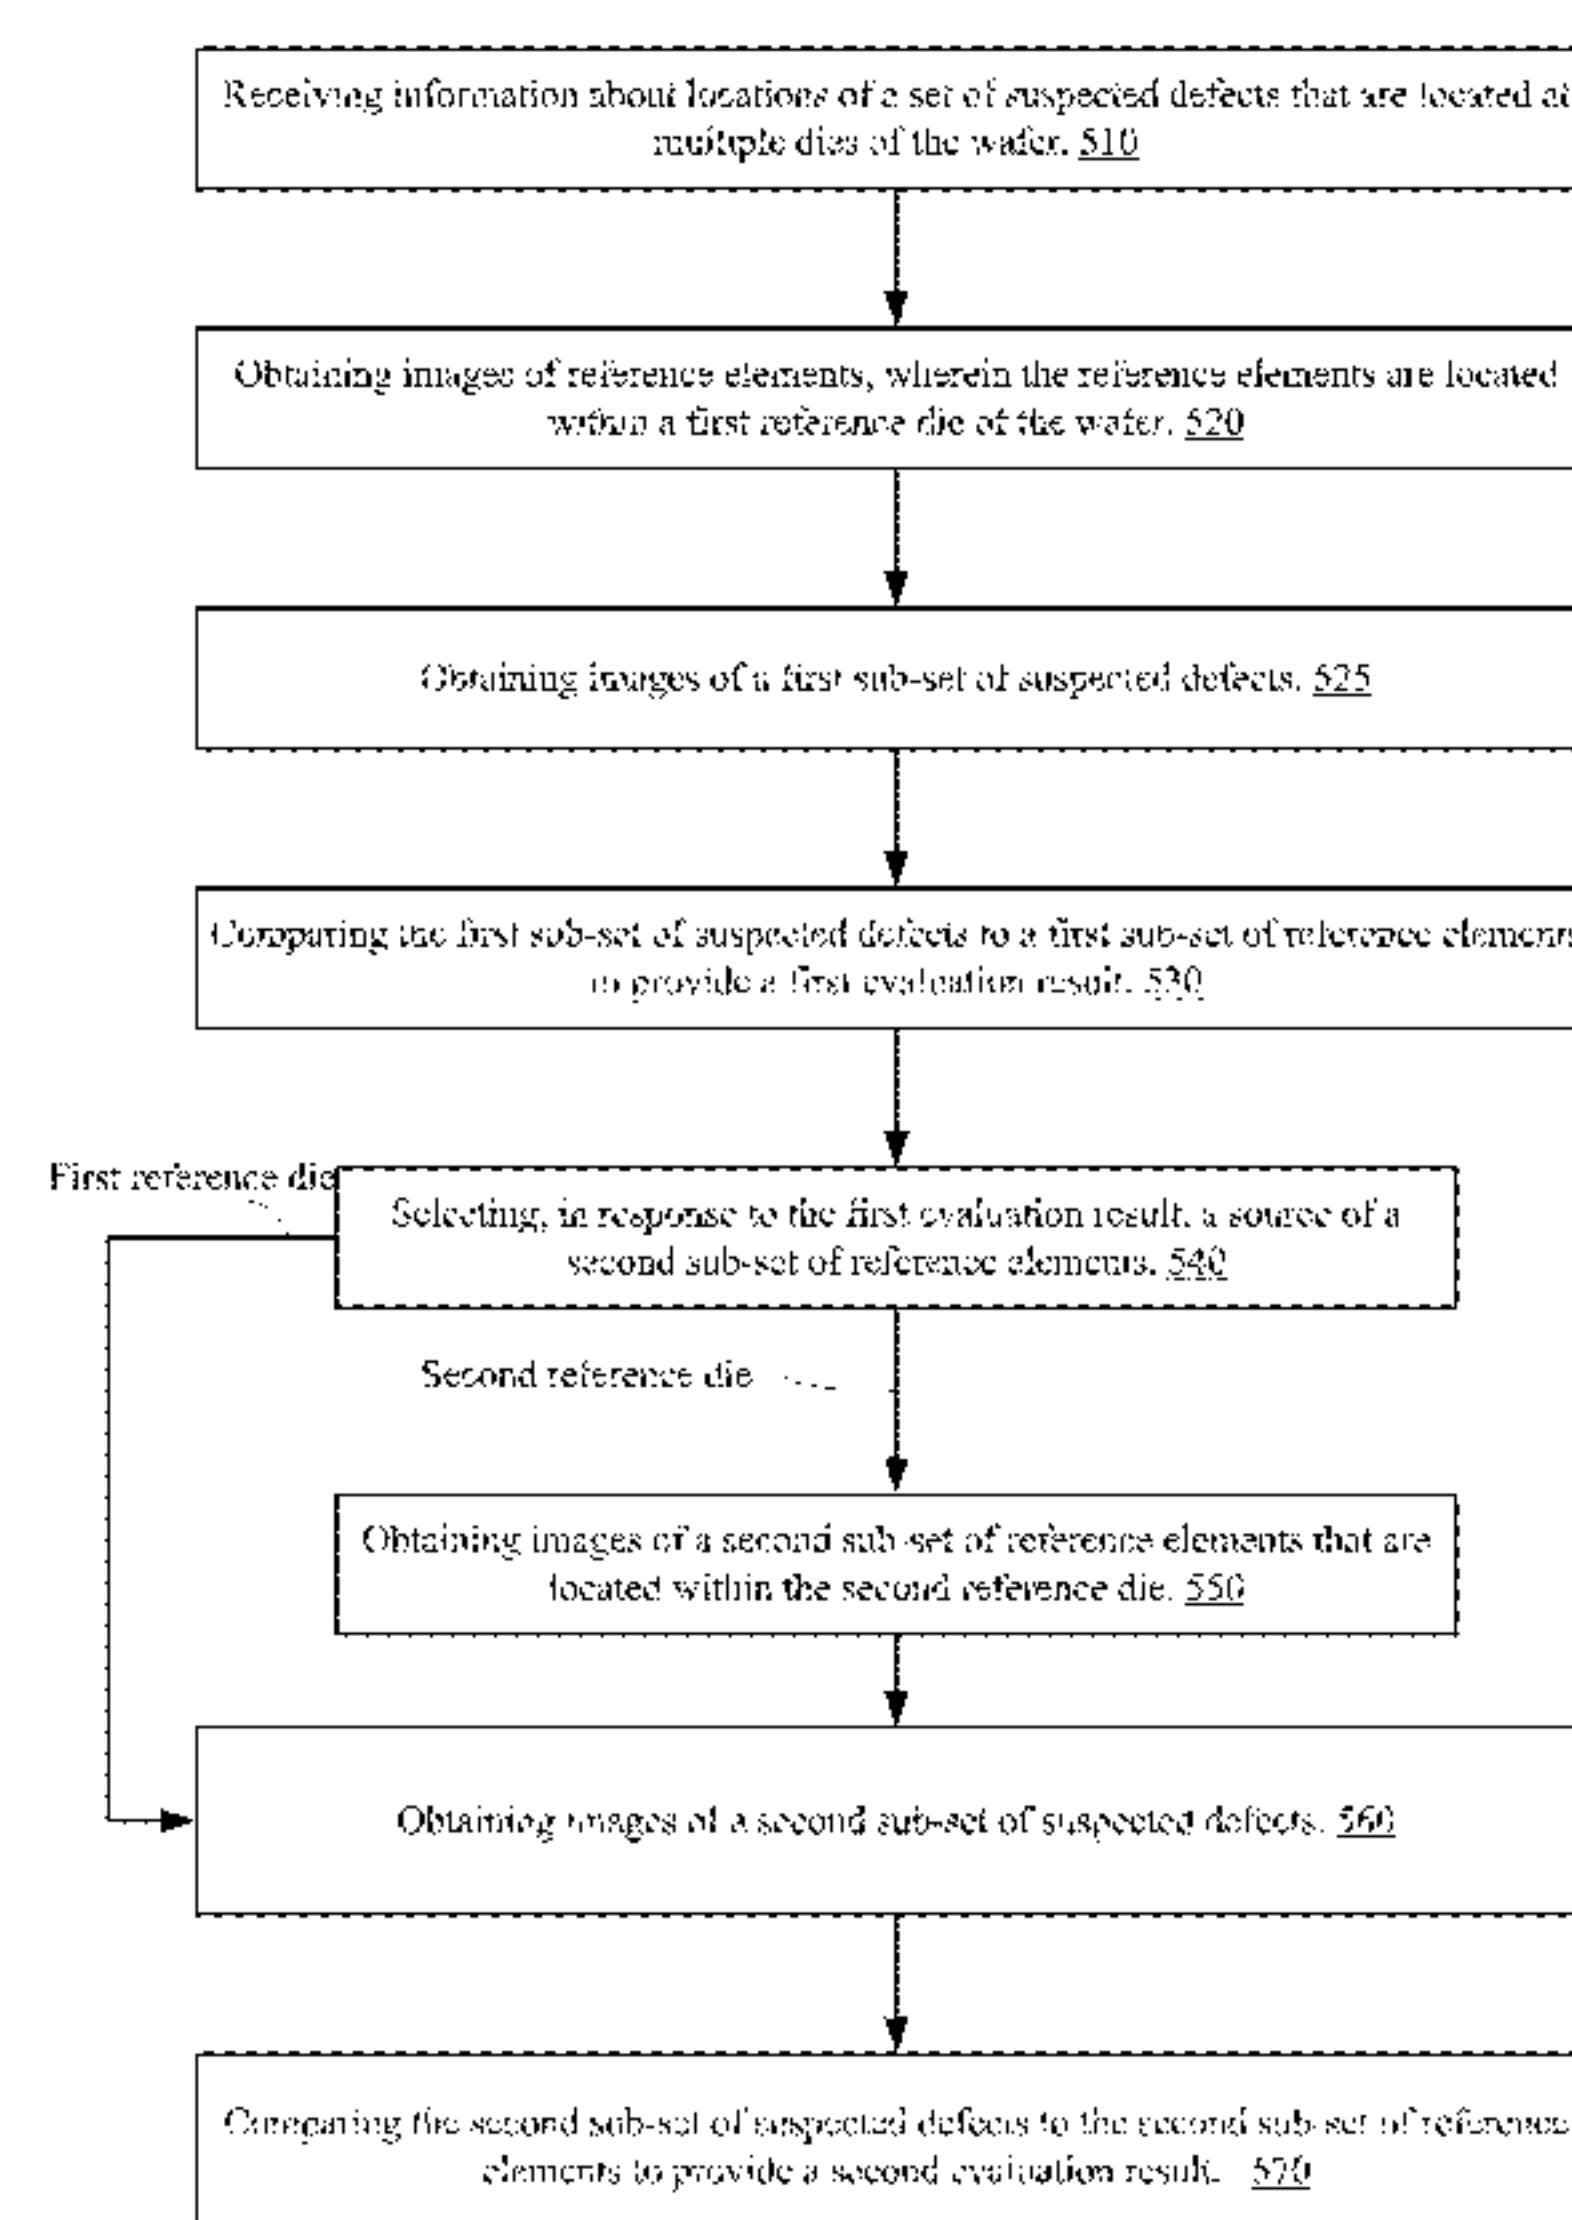 Receiving information about locations of a set of suspected defects that are located at
multiple dies of the wafer. 510
Obtaining images of reference elements, wherein the reference elements are located
within a first reference die of the wafer. 520
Obtaining images of a first sub-set of suspected defects. 525
Comparing the first sub-set of suspected defects to a first sub-set of reference elements
to provide a first evaluation result. 530
First reference die
Selecting, in response to the first evaluation result, a source of a
second sub-set of reference elements. 540
Second reference die
Obtaining images of a second sub-set of reference elements that are
located within the second reference die. 550
Obtaining images of a second sub-set of suspected defects. 560
Comparing the second sub-set of suspected defects to the second sub-set of reference
elements to provide a second evaluation result. 570